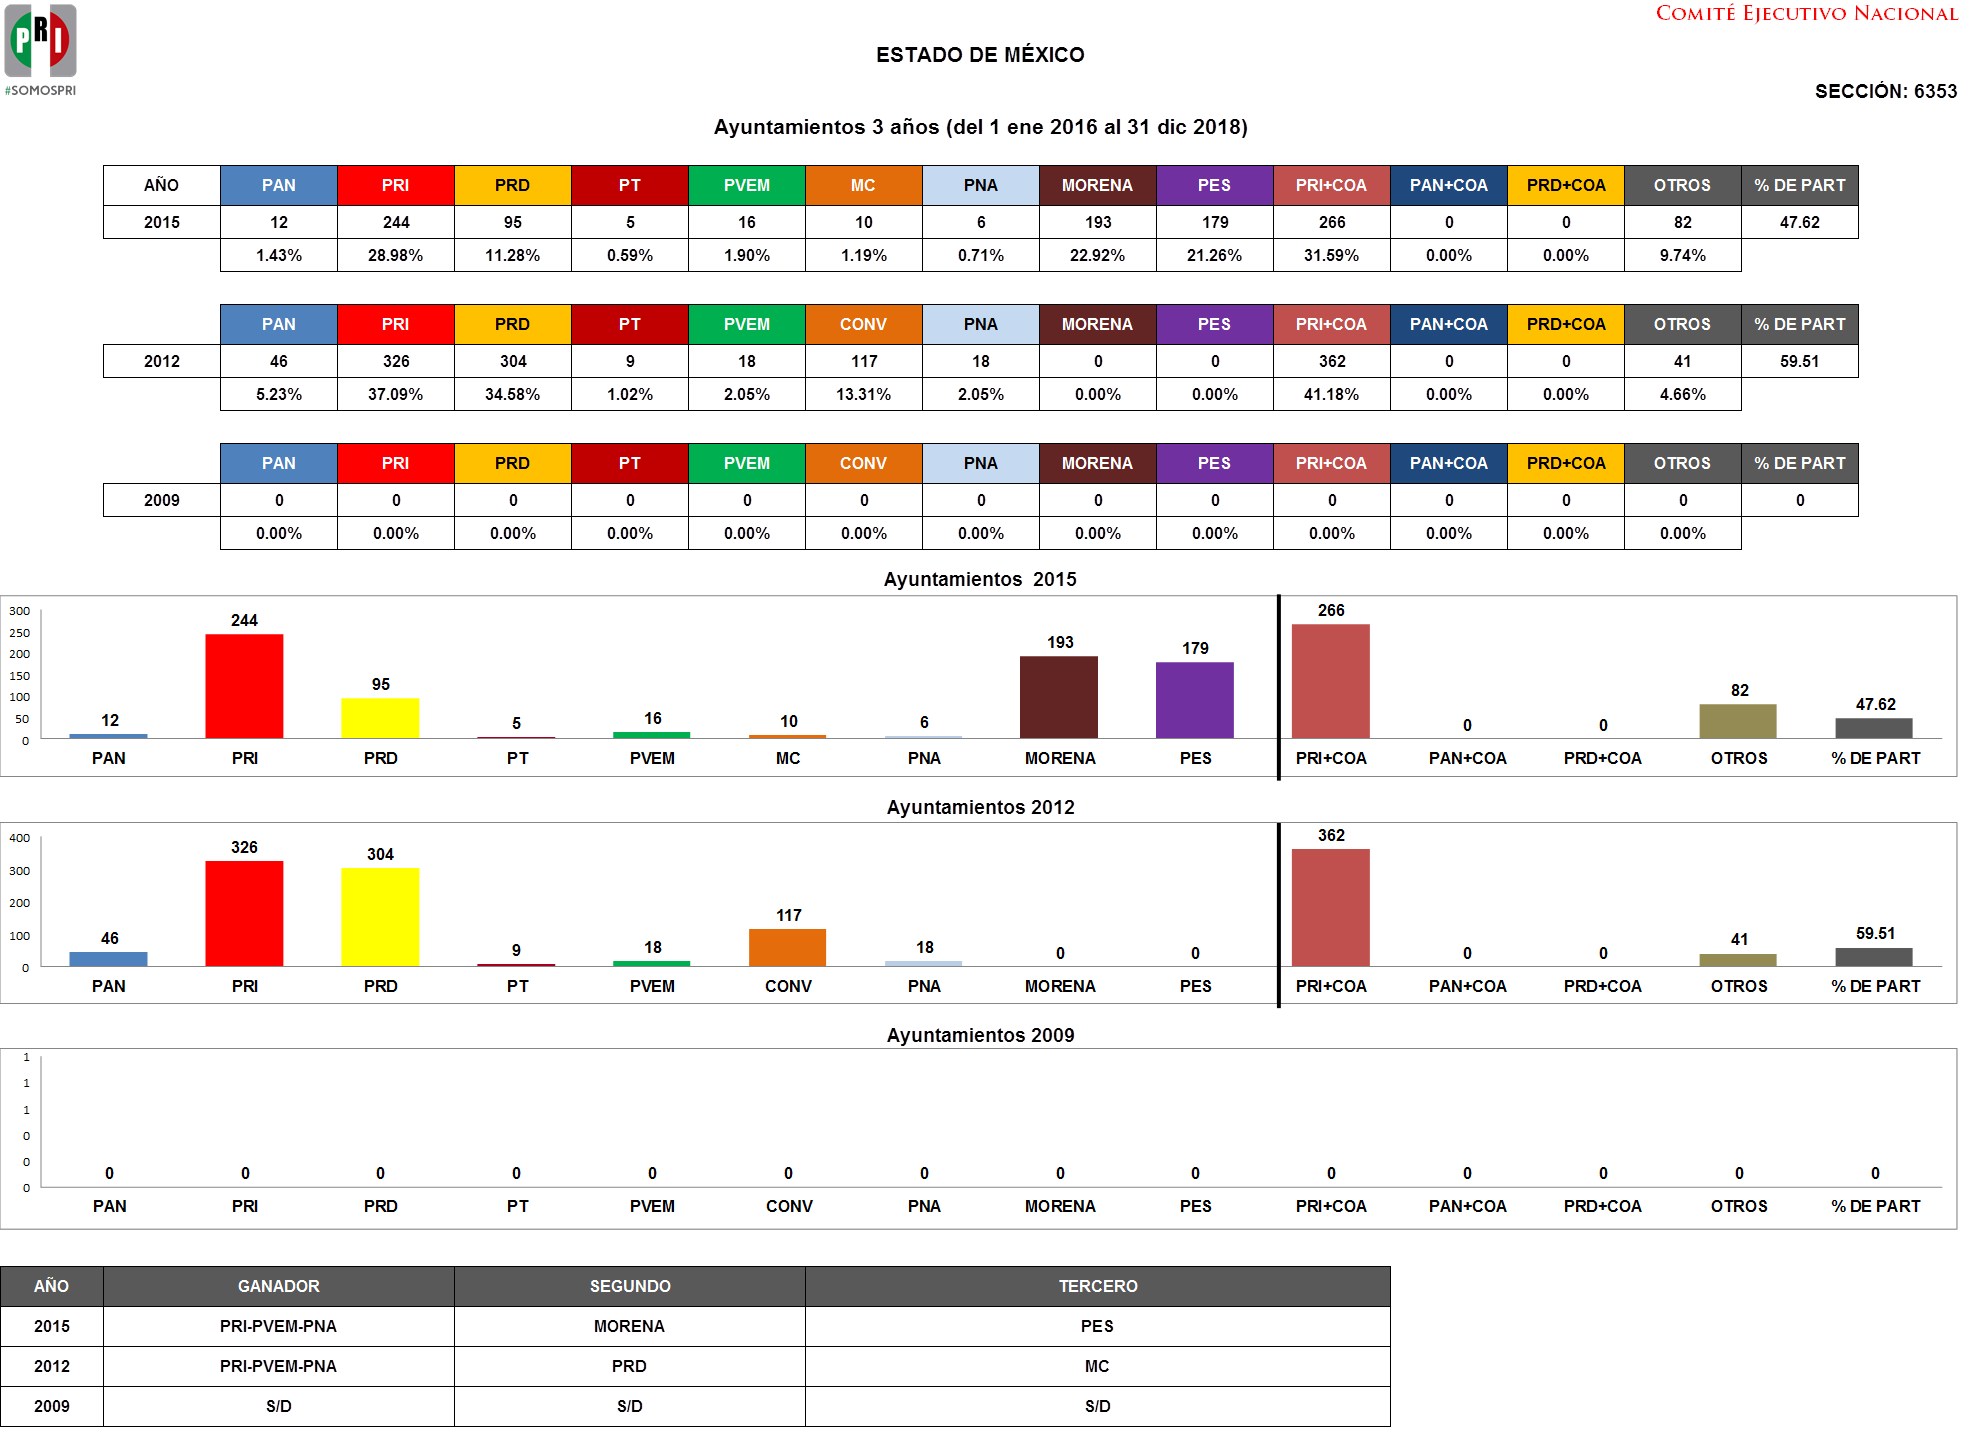 COMITÉ EJECUTIVO NACIONAL
PRI
#SOMOSPRI
ESTADO DE MÉXICO
SECCIÓN: 6353
Ayuntamientos 3 años (del 1 ene 2016 al 31 dic 2018)
AÑO PAN PRI PRD PT PVEM MC PNA MORENA PES PRI+COA PAN+COA PRD+COA OTROS % DE PART
2015 12 244 95 5 16 10 6 193 179 266 0 0 82 47.62
1.43% 28.98% 11.28% 0.59% 1.90% 1.19% 0.71% 22.92% 21.26% 31.59% 0.00% 0.00% 9.74%
PAN PRI PRD PT PVEM CONV PNA MORENA PES PRI+COA PAN+COA PRD+COA OTROS % DE PART
2012 46 326 304 9 18 117 18 0 0 362 0 0 41 59.51
5.23% 37.09% 34.58% 1.02% 2.05% 13.31% 2.05% 0.00% 0.00% 41.18% 0.00% 0.00% 4.66%
PAN PRI PRD PT PVEM CONV PNA MORENA PES PRI+COA PAN+COA PRD+COA OTROS % DE PART
2009 0 0 0 0 0 0 0 0 0 0 0 0 0 0
0.00% 0.00% 0.00% 0.00% 0.00% 0.00% 0.00% 0.00% 0.00% 0.00% 0.00% 0.00% 0.00%
Ayuntamientos 2015
300
250
200
150
100
50
0
12 244 95 5 16 10 6 193 179 266 0 0 82 47.62
PAN PRI PRD PT PVEM MC PNA MORENA PES PRI+COA PAN+COA PRD+COA OTROS % DE PART
Ayuntamientos 2012
400
300
200
100
0
46 326 304 9 18 117 18 0 0 362 0 0 41 59.51
PAN PRI PRD PT PVEM CONV PNA MORENA PES PRI+COA PAN+COA PRD+COA OTROS % DE PART
Ayuntamientos 2009
1
1
1
0
0
0
0 0 0 0 0 0 0 0 0 0 0 0 0 0
PAN PRI PRD PT PVEM CONV PNA MORENA PES PRI+COA PAN+COA PRD+COA OTROS % DE PART
AÑO GANADOR SEGUNDO TERCERO
2015 PRI-PVEM-PNA MORENA PES
2012 PRI-PVEM-PNA PRD MC
2009 S/D S/D S/D